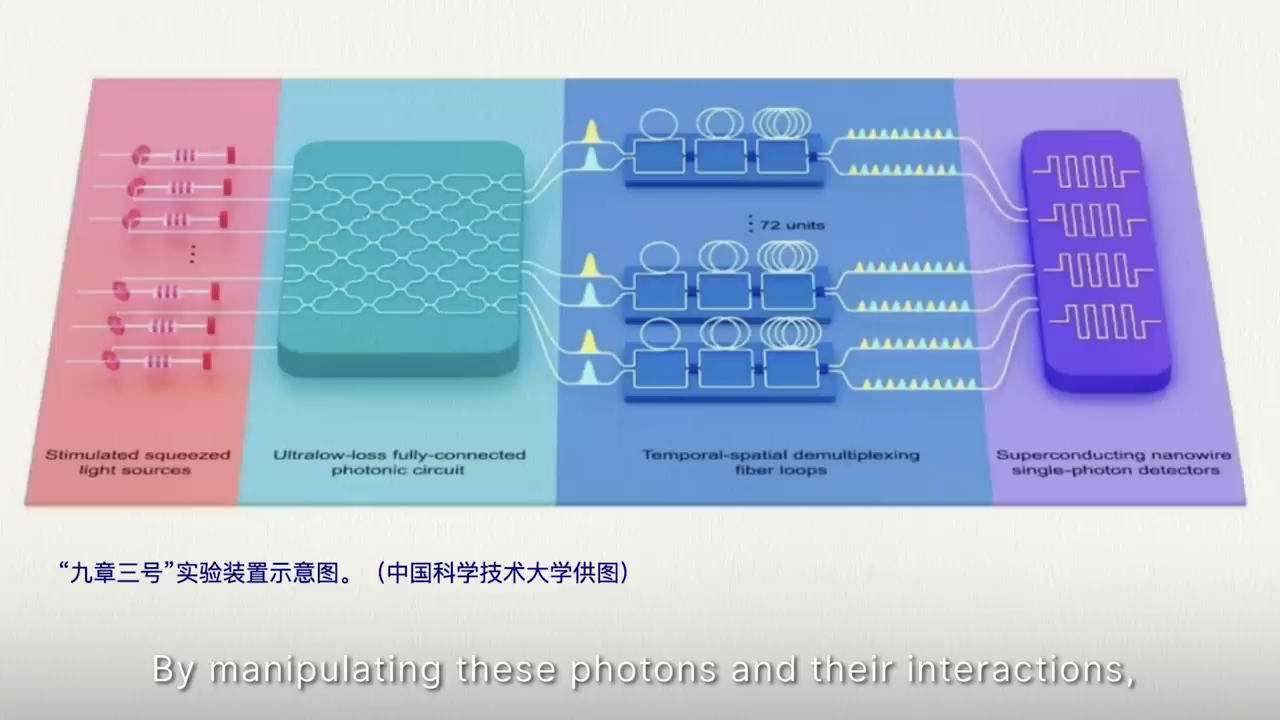 72 units
Stimulated squeezed
light sources
Ultralow-loss fully-connected
photonic circuit
Temporal-spatial demultiplexing
fiber loops
Superconducting nanowire
single-photon detectors
“九章三号”实验装置示意图。（中国科学技术大学供图）
By manipulating these photons and their interactions,